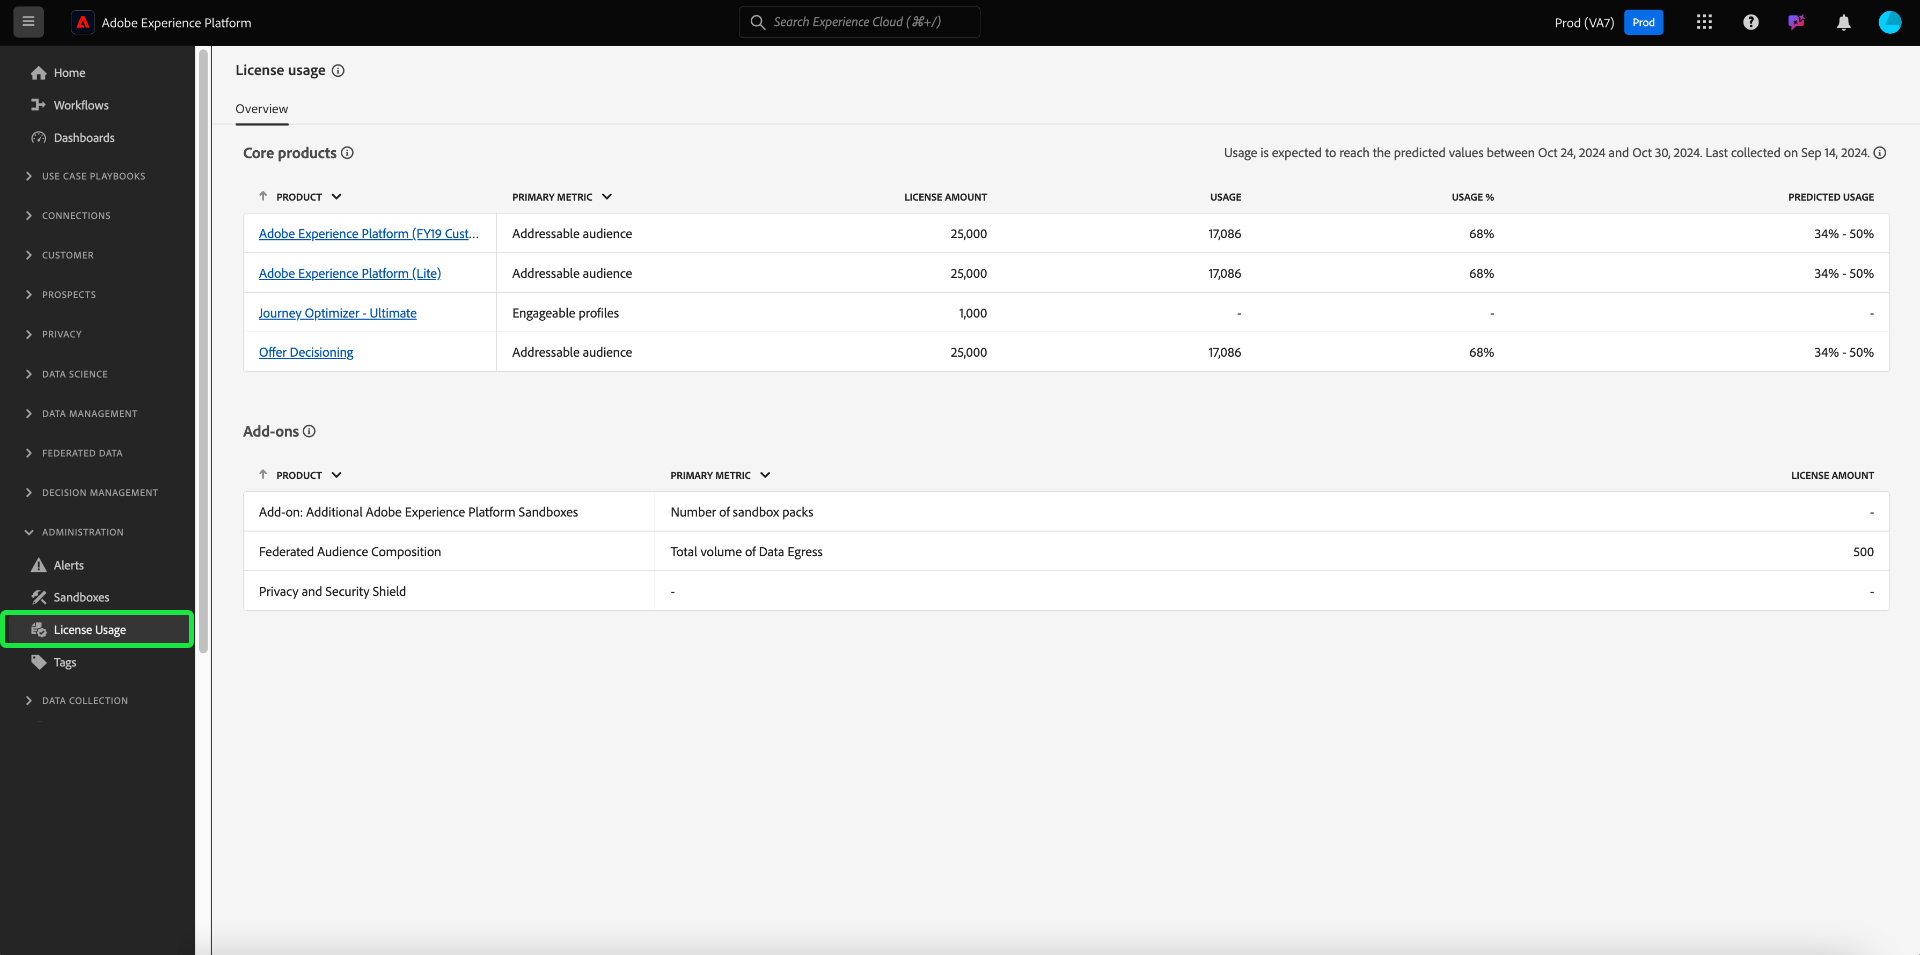 Adobe Experience Platform
Search Experience Cloud (⌘+/)
Prod (VA7)
Prod
Home
Workflows
Dashboards
USE CASE PLAYBOOKS
CONNECTIONS
CUSTOMER
PROSPECTS
PRIVACY
DATA SCIENCE
DATA MANAGEMENT
FEDERATED DATA
DECISION MANAGEMENT
ADMINISTRATION
Alerts
Sandboxes
License Usage
Tags
DATA COLLECTION
License usage
Overview
Core products
Usage is expected to reach the predicted values between Oct 24, 2024 and Oct 30, 2024. Last collected on Sep 14, 2024.
PRODUCT PRIMARY METRIC LICENSE AMOUNT USAGE USAGE % PREDICTED USAGE
Adobe Experience Platform (FY19 Cust... Addressable audience 25,000 17,086 68% 34% - 50%
Adobe Experience Platform (Lite) Addressable audience 25,000 17,086 68% 34% - 50%
Journey Optimizer - Ultimate Engageable profiles 1,000 - - -
Offer Decisioning Addressable audience 25,000 17,086 68% 34% - 50%
Add-ons
PRODUCT PRIMARY METRIC LICENSE AMOUNT
Add-on: Additional Adobe Experience Platform Sandboxes Number of sandbox packs -
Federated Audience Composition Total volume of Data Egress 500
Privacy and Security Shield - -